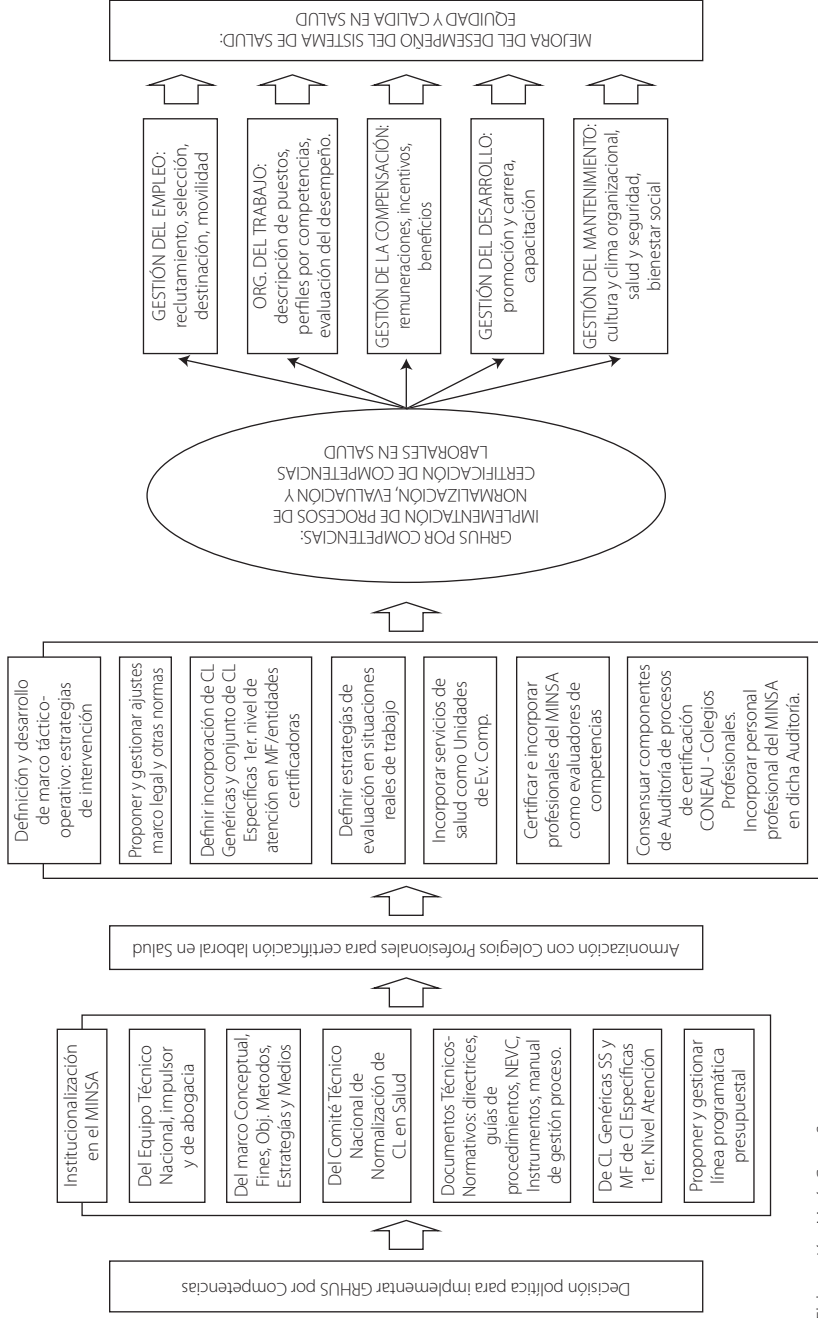 Decisión política para implementar GRHUS por Competencias
Institucionalización
en el MINSA
Del Equipo Técnico
Nacional, impulsor
y de abogacia
Del marco Conceptual,
Fines, Obj. Metodos,
Estrategías y Medios
Del Comité Técnico
Nacional de
Normalización de
CL en Salud
Documentos Técnicos-
Normativos: directrices,
guías de
procedimientos, NEVC,
Instrumentos, manual
de gestión proceso.
De CL Genéricas SS y
MF de Cl Específicas
1er. Nivel Atención
Proponer y gestionar
línea programática
presupuestal
Armonización con Colegios Profesionales para certificación laboral en Salud
Definición y desarrollo
de marco táctico-
operativo: estrategias
de intervención
Proponer y gestionar ajustes
marco legal y otras normas
Definir incorporación de CL
Genéricas y conjunto de CL
Específicas 1er. nivel de
atención en MF/entidades
certificadoras
Definir estrategías de
evaluación en situaciones
reales de trabajo
Incorporar servicios de
salud como Unidades
de Ev. Comp.
Certificar e incorporar
profesionales del MINSA
como evaluadores de
competencias
Consensuar componentes
de Auditoría de procesos
de certificación
CONEAU - Colegios
Profesionales.
Incorporar personal
profesional del MINSA
en dicha Auditoría.
GRHUS POR COMPETENCIAS:
IMPLEMENTACIÓN DE PROCESOS DE
NORMALIZACIÓN, EVALUACIÓN Y
CERTIFICACIÓN DE COMPETENCIAS
LABORALES EN SALUD
GESTIÓN DEL EMPLEO:
reclutamiento, selección,
destinación, movilidad
ORG. DEL TRABAJO:
descripción de puestos,
perfiles por competencias,
evaluación del desempeño.
GESTIÓN DE LA COMPENSACIÓN:
remuneraciones, incentivos,
beneficios
GESTIÓN DEL DESARROLLO:
promoción y carrera,
capacitación
GESTIÓN DEL MANTENIMIENTO:
cultura y clima organizacional,
salud y seguridad,
bienestar social
MEJORA DEL DESEMPEÑO DEL SISTEMA DE SALUD:
EQUIDAD Y CALIDA EN SALUD